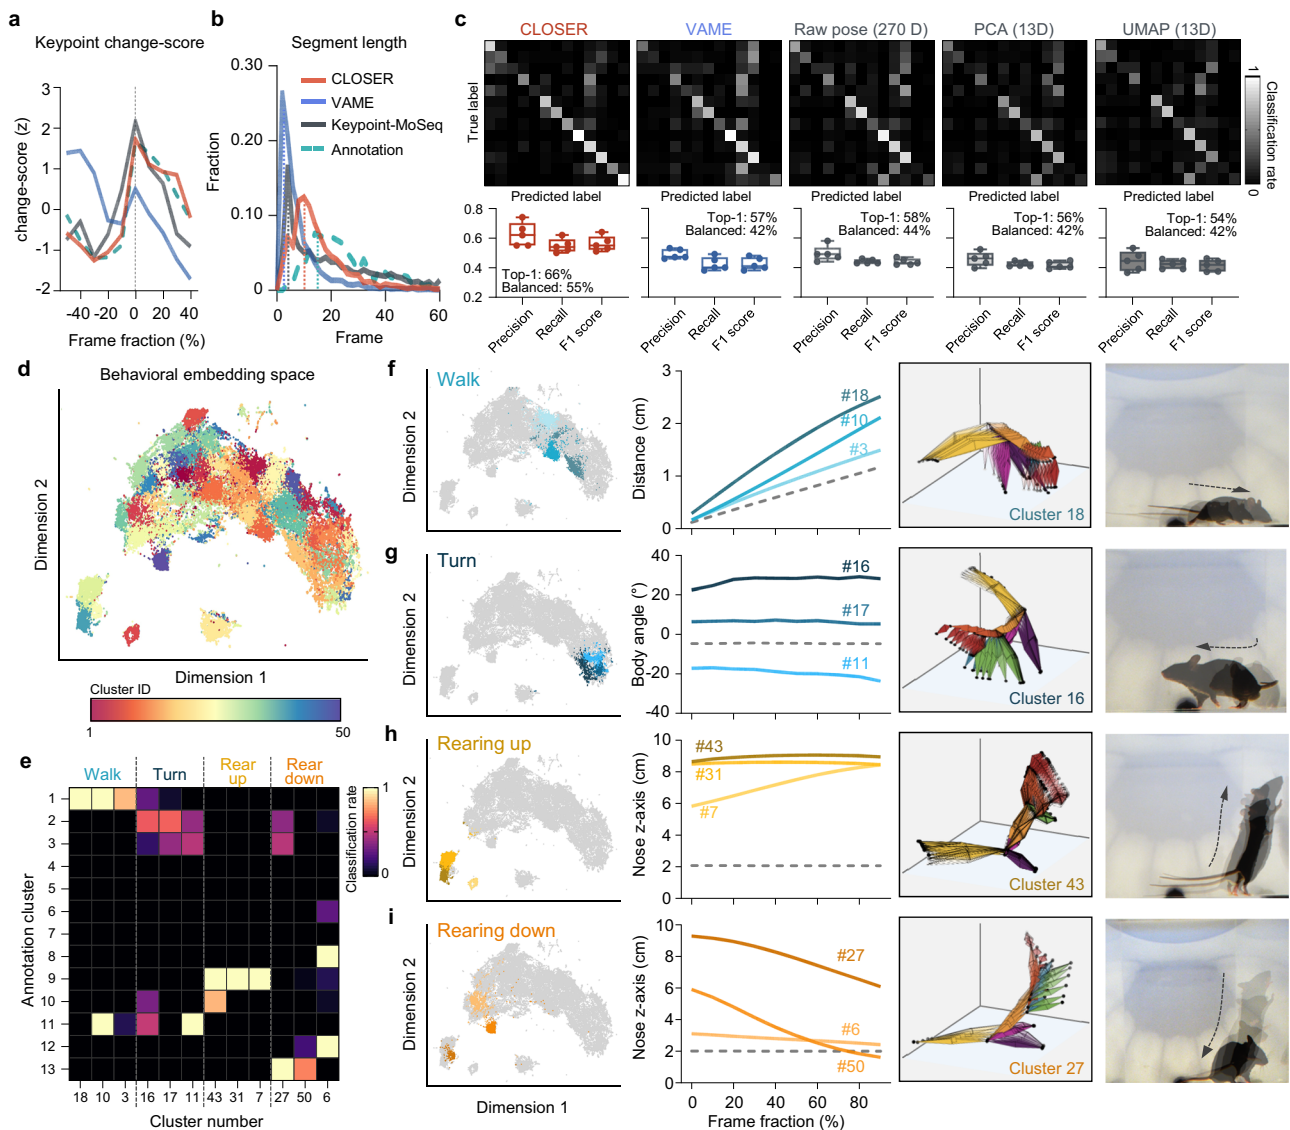 a
Keypoint change-score
change-score (z)
3
2
1
0
-1
-2
-40 -20 0 20 40
Frame fraction (%)
b
Segment length
Fraction
0.30
0.20
0.10
0
CLOSER
VAME
Keypoint-MoSeq
Annotation
0 20 40 60
Frame
c
CLOSER
VAME
Raw pose (270 D)
PCA (13D)
UMAP (13D)
True label
Predicted label
Predicted label
Predicted label
Predicted label
Predicted label
1
0
Classification rate
0.8
0.6
0.4
0.2
Top-1: 66%
Balanced: 55%
Top-1: 57%
Balanced: 42%
Top-1: 58%
Balanced: 44%
Top-1: 56%
Balanced: 42%
Top-1: 54%
Balanced: 42%
Precision Recall F1 score
Precision Recall F1 score
Precision Recall F1 score
Precision Recall F1 score
Precision Recall F1 score
d
Behavioral embedding space
Dimension 2
Dimension 1
Cluster ID
1 50
e
Walk
Turn
Rear up
Rear down
Annotation cluster
1
2
3
4
5
6
7
8
9
10
11
12
13
18 10 3 16 17 11 43 31 7 27 50 6
Cluster number
Classification rate
1
0
f
Walk
Dimension 2
Distance (cm)
3
2
1
0
#18
#10
#3
Cluster 18
g
Turn
Dimension 2
Body angle (°)
40
20
0
-20
-40
#16
#17
#11
Cluster 16
h
Rearing up
Dimension 2
Nose z-axis (cm)
10
8
6
4
2
0
#43
#31
#7
Cluster 43
i
Rearing down
Dimension 2
Dimension 1
Nose z-axis (cm)
10
8
6
4
2
0
#27
#6
#50
0 20 40 60 80
Frame fraction (%)
Cluster 27